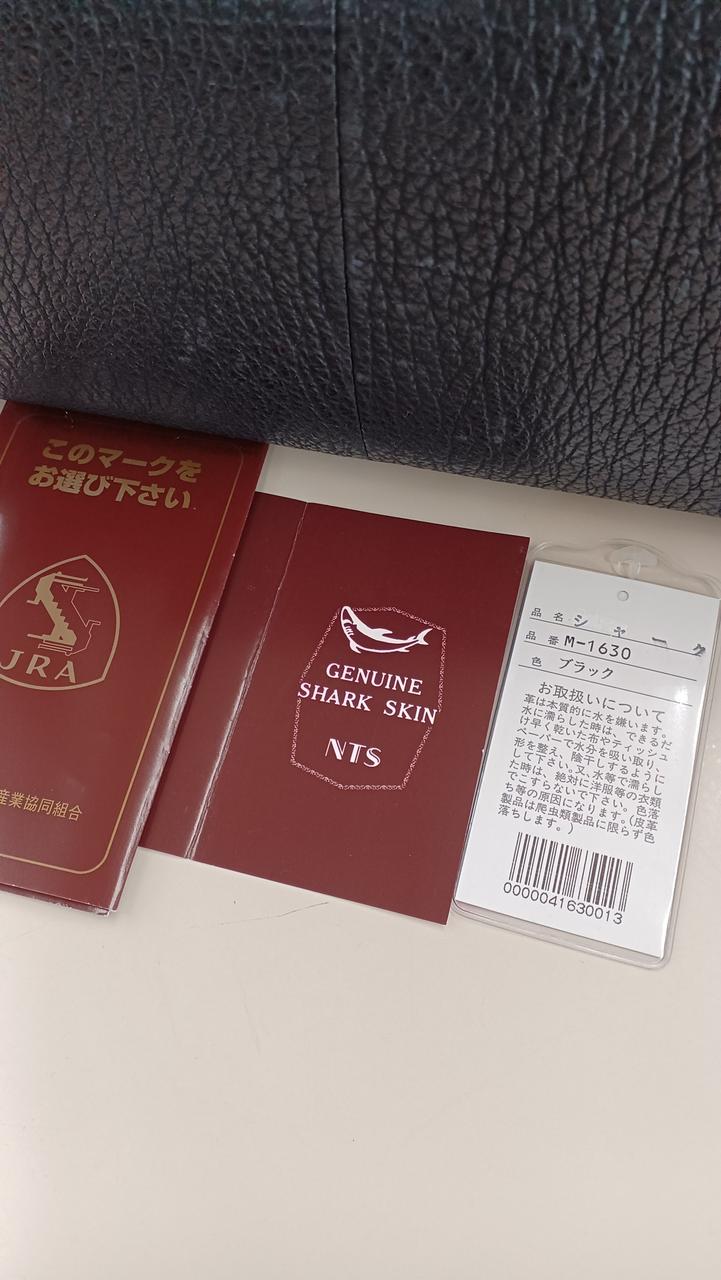 このマークを
お選び下さい
JRA
産業協同組合
GENUINE
SHARK SKIN
NTS
品名 シャーク
品番 M-1630
色 ブラック
お取扱いについて
革は本質的に水を嫌います。
水に濡らした時は、できるだ
け早く乾いた布やティッシュ
ペーパーで水分を吸い取り、
形を整え、陰干しするように
して下さい。又、水等で濡らし
た時は、絶対に洋服等の衣類
でこすらないで下さい。色落
ち等の原因になります。(皮革
製品は爬虫類製品に限らず色
落ちします。)
0000041630013